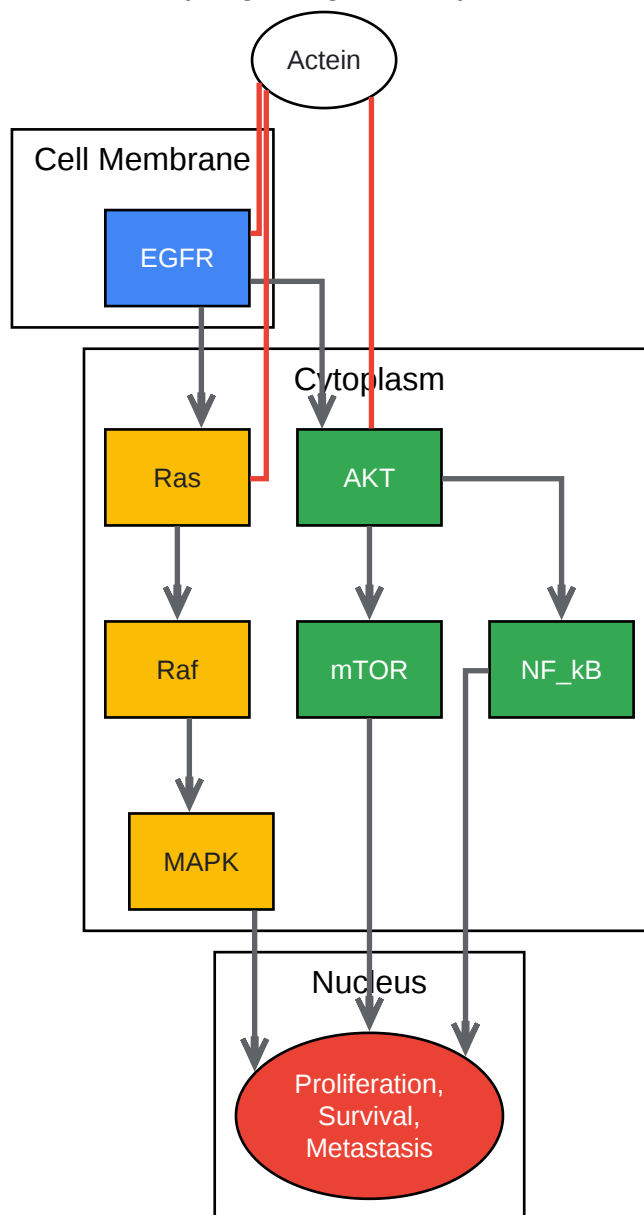 Actein
Cell Membrane
EGFR
Cytoplasm
Ras
AKT
Raf
mTOR
NF_kB
MAPK
Nucleus
Proliferation,
Survival,
Metastasis